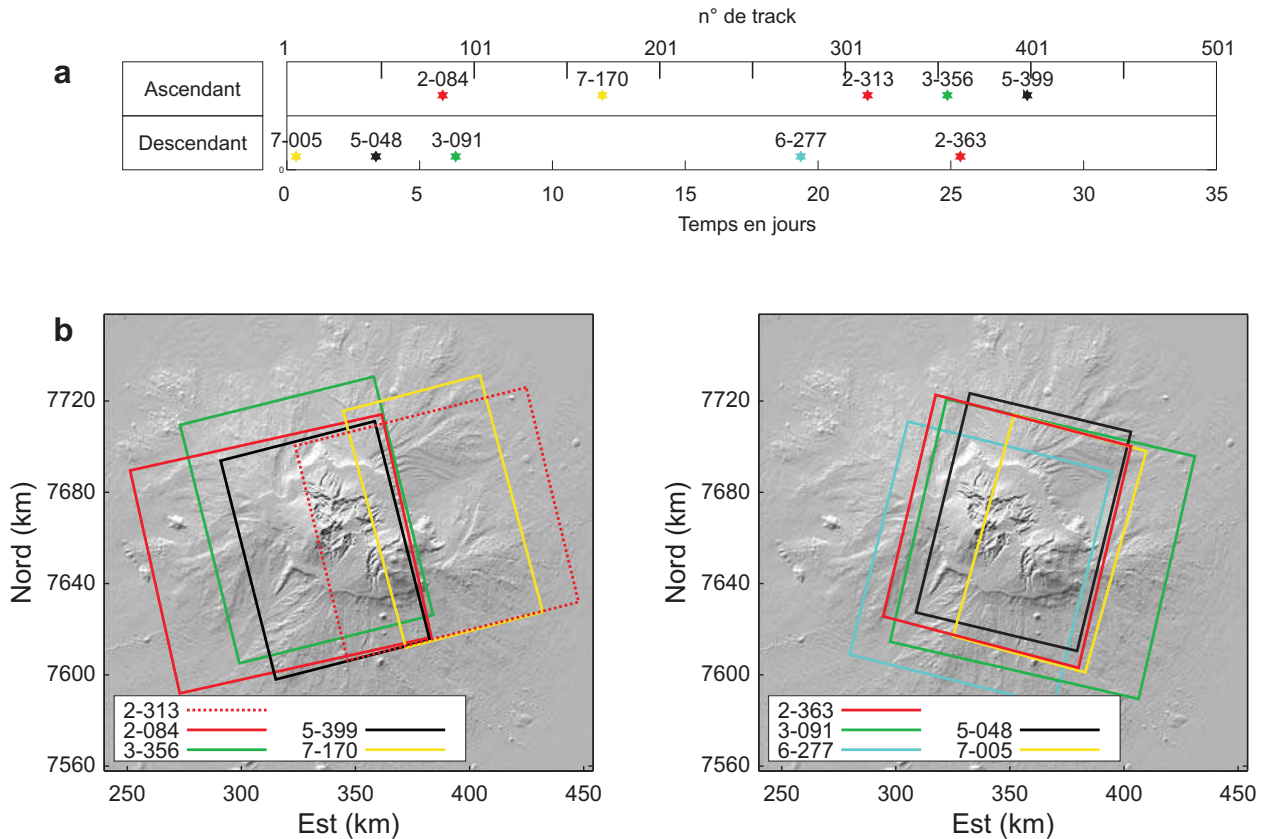 n° de track
1 101 201 301 401 501
a
Ascendant 2-084 7-170 2-313 3-356 5-399
Descendant 7-005 5-048 3-091 6-277 2-363
0
0 5 10 15 20 25 30 35
Temps en jours
b
7720 7720
7680 7680
7640 7640
7600 7600
7560 7560
Nord (km) Nord (km)
2-313 2-363
2-084 5-399 3-091 5-048
3-356 7-170 6-277 7-005
250 300 350 400 450 250 300 350 400 450
Est (km) Est (km)